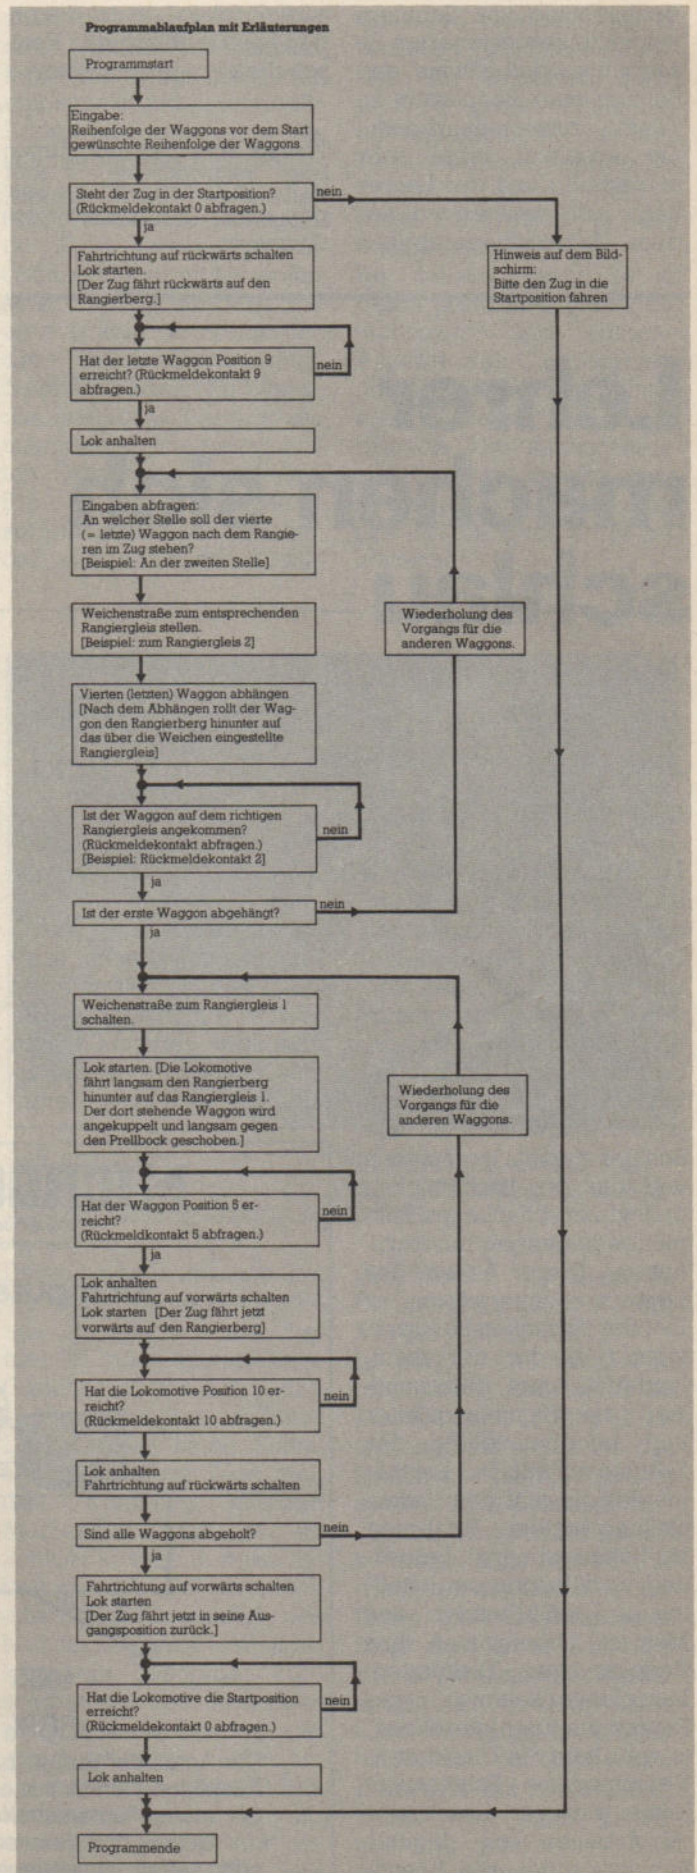 Programmablaufplan mit Erläuterungen
Programmstart
Eingabe:
Reihenfolge der Waggons vor dem Start
gewünschte Reihenfolge der Waggons
Steht der Zug in der Startposition?
(Rückmeldekontakt 0 abfragen.)
nein
ja
Fahrtrichtung auf rückwärts schalten
Lok starten.
[Der Zug fährt rückwärts auf den
Rangierberg.]
Hinweis auf dem Bild-
schirm:
Bitte den Zug in die
Startposition fahren
Hat der letzte Waggon Position 9
erreicht? (Rückmeldekontakt 9
abfragen.)
nein
ja
Lok anhalten
Eingaben abfragen:
An welcher Stelle soll der vierte
(= letzte) Waggon nach dem Rangie-
ren im Zug stehen?
[Beispiel: An der zweiten Stelle]
Weichenstraße zum entsprechenden
Rangiergleis stellen.
[Beispiel: zum Rangiergleis 2]
Wiederholung des
Vorgangs für die
anderen Waggons.
Vierten (letzten) Waggon abhängen
[Nach dem Abhängen rollt der Wag-
gon den Rangierberg hinunter auf
das über die Weichen eingestellte
Rangiergleis]
Ist der Waggon auf dem richtigen
Rangiergleis angekommen?
(Rückmeldekontakt abfragen.)
[Beispiel: Rückmeldekontakt 2]
nein
ja
Ist der erste Waggon abgehängt?
nein
ja
Weichenstraße zum Rangiergleis 1
schalten.
Lok starten. [Die Lokomotive
fährt langsam den Rangierberg
hinunter auf das Rangiergleis 1.
Der dort stehende Waggon wird
angekuppelt und langsam gegen
den Prellbock geschoben.]
Wiederholung des
Vorgangs für die
anderen Waggons.
Hat der Waggon Position 5 er-
reicht?
(Rückmeldkontakt 5 abfragen.)
nein
ja
Lok anhalten
Fahrtrichtung auf vorwärts schalten
Lok starten [Der Zug fährt jetzt
vorwärts auf den Rangierberg]
Hat die Lokomotive Position 10 er-
reicht?
(Rückmeldekontakt 10 abfragen.)
nein
Lok anhalten
Fahrtrichtung auf rückwärts schalten
Sind alle Waggons abgeholt?
nein
ja
Fahrtrichtung auf vorwärts schalten
Lok starten
[Der Zug fährt jetzt in seine Aus-
gangsposition zurück.]
Hat die Lokomotive die Startposition
erreicht?
(Rückmeldekontakt 0 abfragen.)
nein
Lok anhalten
Programmende